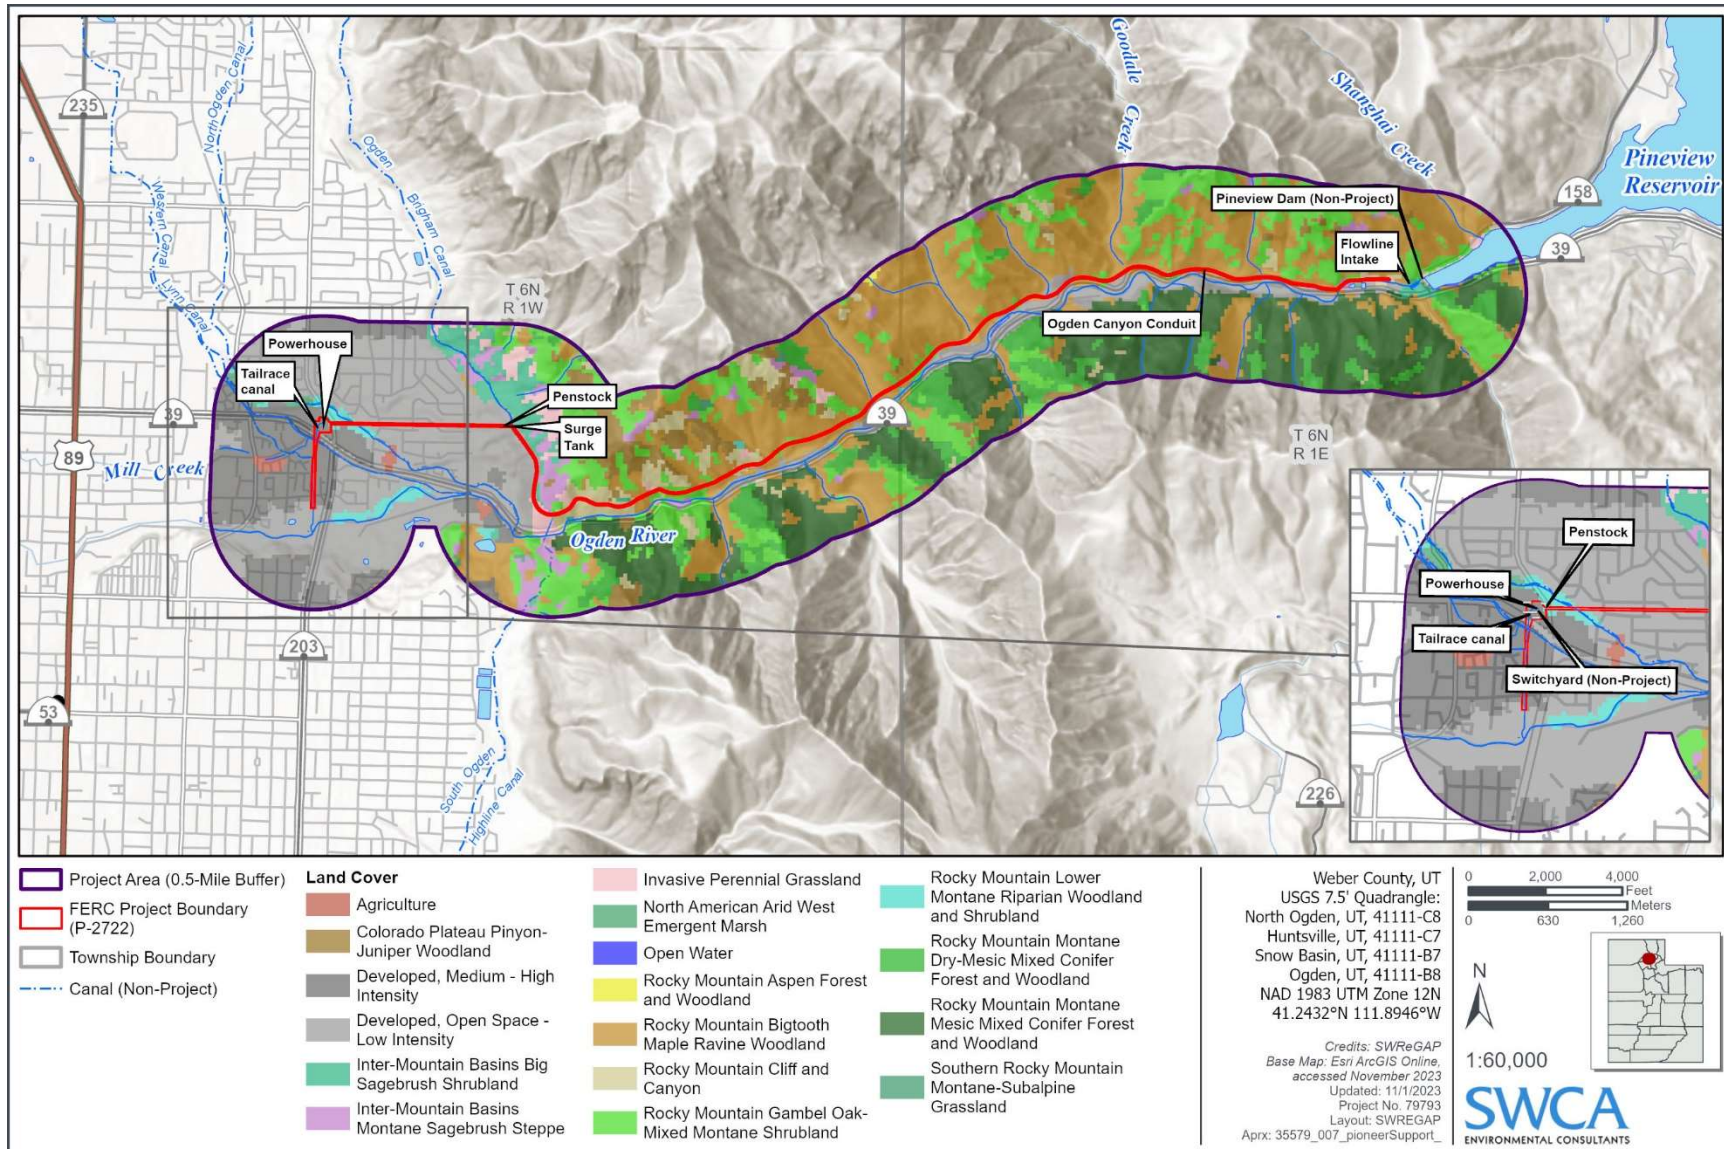 235
North Ogden Canal
Western Canal
Lynn Canal
Ogden
Brigham Canal
Goodale Creek
Shanghai Creek
Pineview
Reservoir
158
39
Pineview Dam (Non-Project)
Flowline
Intake
T 6N
R 1W
Ogden Canyon Conduit
Powerhouse
Tailrace
canal
39
Penstock
Surge
Tank
39
89
Mill Creek
T 6N
R 1E
Ogden River
203
53
South Ogden
Highline Canal
226
Penstock
Powerhouse
Tailrace canal
Switchyard (Non-Project)
Project Area (0.5-Mile Buffer)
FERC Project Boundary
(P-2722)
Township Boundary
Canal (Non-Project)
Land Cover
Agriculture
Colorado Plateau Pinyon-
Juniper Woodland
Developed, Medium - High
Intensity
Developed, Open Space -
Low Intensity
Inter-Mountain Basins Big
Sagebrush Shrubland
Inter-Mountain Basins
Montane Sagebrush Steppe
Invasive Perennial Grassland
North American Arid West
Emergent Marsh
Open Water
Rocky Mountain Aspen Forest
and Woodland
Rocky Mountain Bigtooth
Maple Ravine Woodland
Rocky Mountain Cliff and
Canyon
Rocky Mountain Gambel Oak-
Mixed Montane Shrubland
Rocky Mountain Lower
Montane Riparian Woodland
and Shrubland
Rocky Mountain Montane
Dry-Mesic Mixed Conifer
Forest and Woodland
Rocky Mountain Montane
Mesic Mixed Conifer Forest
and Woodland
Southern Rocky Mountain
Montane-Subalpine
Grassland
Weber County, UT
USGS 7.5' Quadrangle:
North Ogden, UT, 41111-C8
Huntsville, UT, 41111-C7
Snow Basin, UT, 41111-B7
Ogden, UT, 41111-B8
NAD 1983 UTM Zone 12N
41.2432°N 111.8946°W
Credits: SWReGAP
Base Map: Esri ArcGIS Online,
accessed November 2023
Updated: 11/1/2023
Project No. 79793
Layout: SWREGAP
Aprx: 35579_007_pioneerSupport_
0 2,000 4,000
Feet
Meters
0 630 1,260
N
1:60,000
SWCA
ENVIRONMENTAL CONSULTANTS